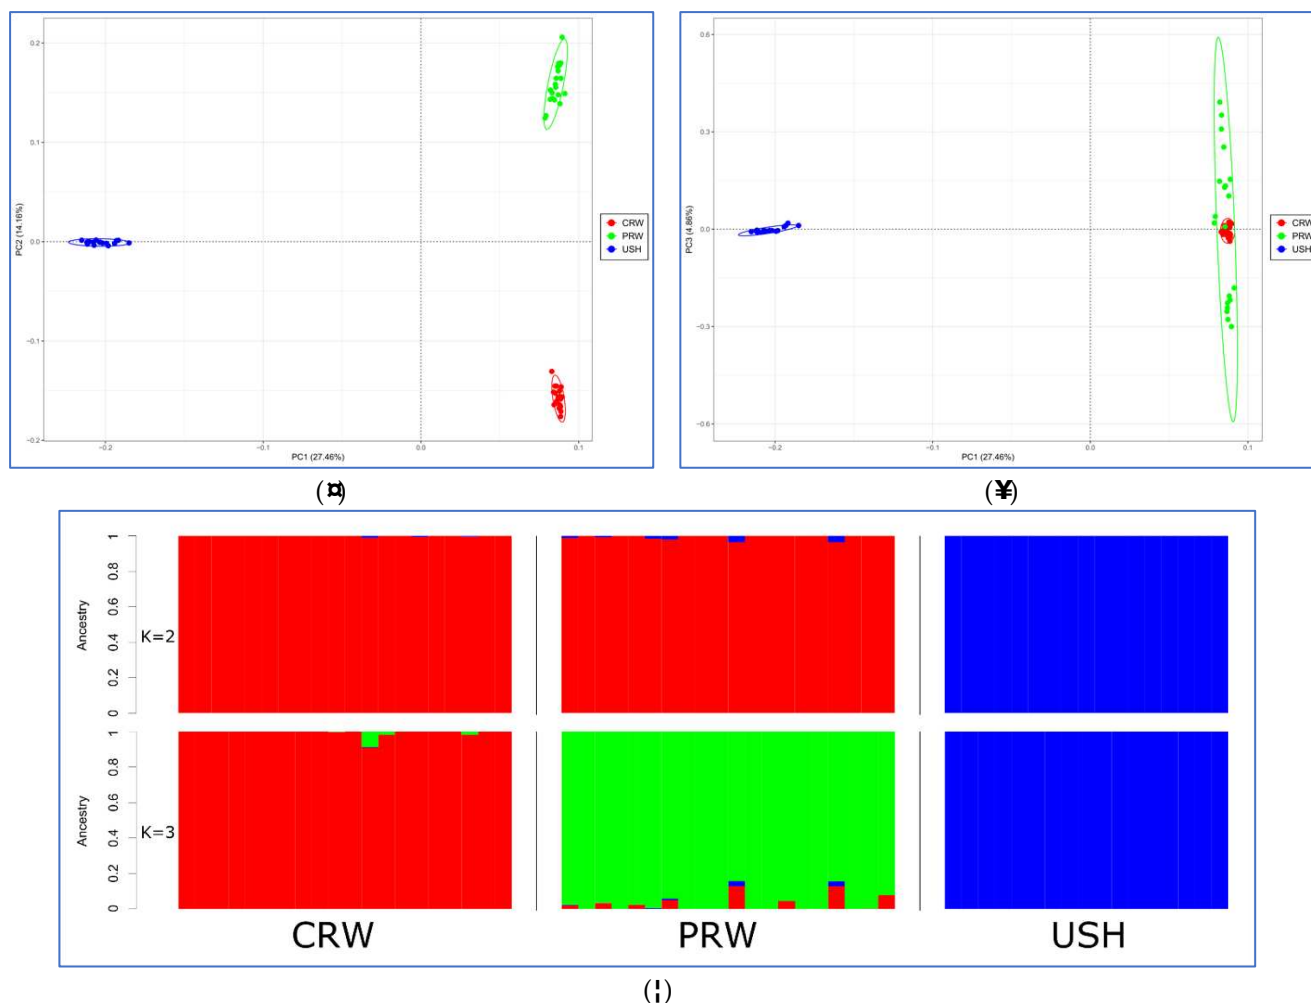 0.2
0.1
0.0
−0.1
−0.2
−0.2 −0.1 0.0 0.1
PC2 (14.16%)
PC1 (27.46%)
CRW
PRW
USH
0.6
0.3
0.0
−0.3
−0.6
−0.2 −0.1 0.0 0.1
PC3 (4.86%)
PC1 (27.46%)
CRW
PRW
USH
(¤) (¥)
Ancestry
0 0.2 0.4 0.6 0.8 1
K=2
Ancestry
0 0.2 0.4 0.6 0.8 1
K=3
CRW PRW USH
(¦)